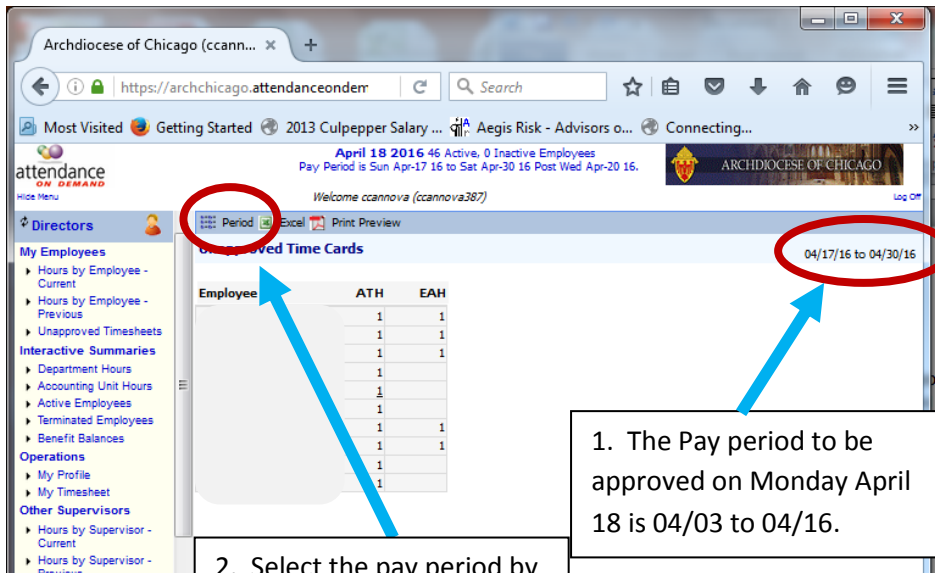 Archdiocese of Chicago (ccann... × +
https://archchicago.attendanceondem Search
Most Visited Getting Started 2013 Culpepper Salary ... Aegis Risk - Advisors o... Connecting... »
attendance
ON DEMAND
Hide Menu
April 18 2016 46 Active, 0 Inactive Employees
Pay Period is Sun Apr-17 16 to Sat Apr-30 16 Post Wed Apr-20 16.
Welcome ccannova (ccannova387)
ARCHDIOCESE OF CHICAGO
Log Off
Directors
Period Excel Print Preview
Time Cards
04/17/16 to 04/30/16
My Employees
Hours by Employee -
Current
Hours by Employee -
Previous
Unapproved Timesheets
Interactive Summaries
Department Hours
Accounting Unit Hours
Active Employees
Terminated Employees
Benefit Balances
Operations
My Profile
My Timesheet
Other Supervisors
Hours by Supervisor -
Current
Hours by Supervisor -
Previous
Employee ATH EAH
1 1
1 1
1 1
1
1
1
1 1
1 1
1
1
1. The Pay period to be
approved on Monday April
18 is 04/03 to 04/16.
2. Select the pay period by